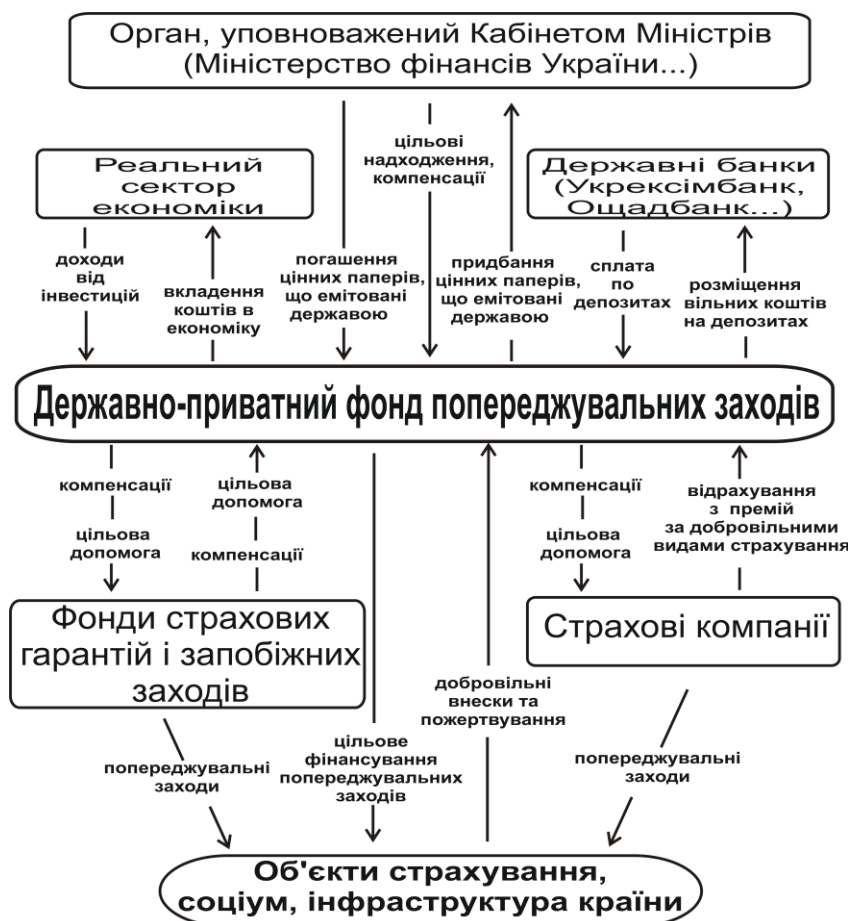 Орган, уповноважений Кабінетом Міністрів
(Міністерство фінансів України...)
Реальний
сектор
економіки
цільові
надходження,
компенсації
Державні банки
(Укрексімбанк,
Ощадбанк...)
доходи
від
інвестицій
вкладення
коштів в
економіку
погашення
цінних паперів,
що емітовані
державою
придбання
цінних паперів,
що емітовані
державою
сплата
по
депозитах
розміщення
вільних коштів
на депозитах
Державно-приватний фонд попереджувальних заходів
компенсації
цільова
допомога
цільова
допомога
компенсації
компенсації
цільова
допомога
відрахування
з премій
за добровільними
видами страхування
Фонди страхових
гарантій і запобіжних
заходів
Страхові компанії
добровільні
внески та
пожертвування
попереджувальні
заходи
цільове
фінансування
попереджувальних
заходів
попереджувальні
заходи
Об'єкти страхування,
соціум, інфраструктура країни